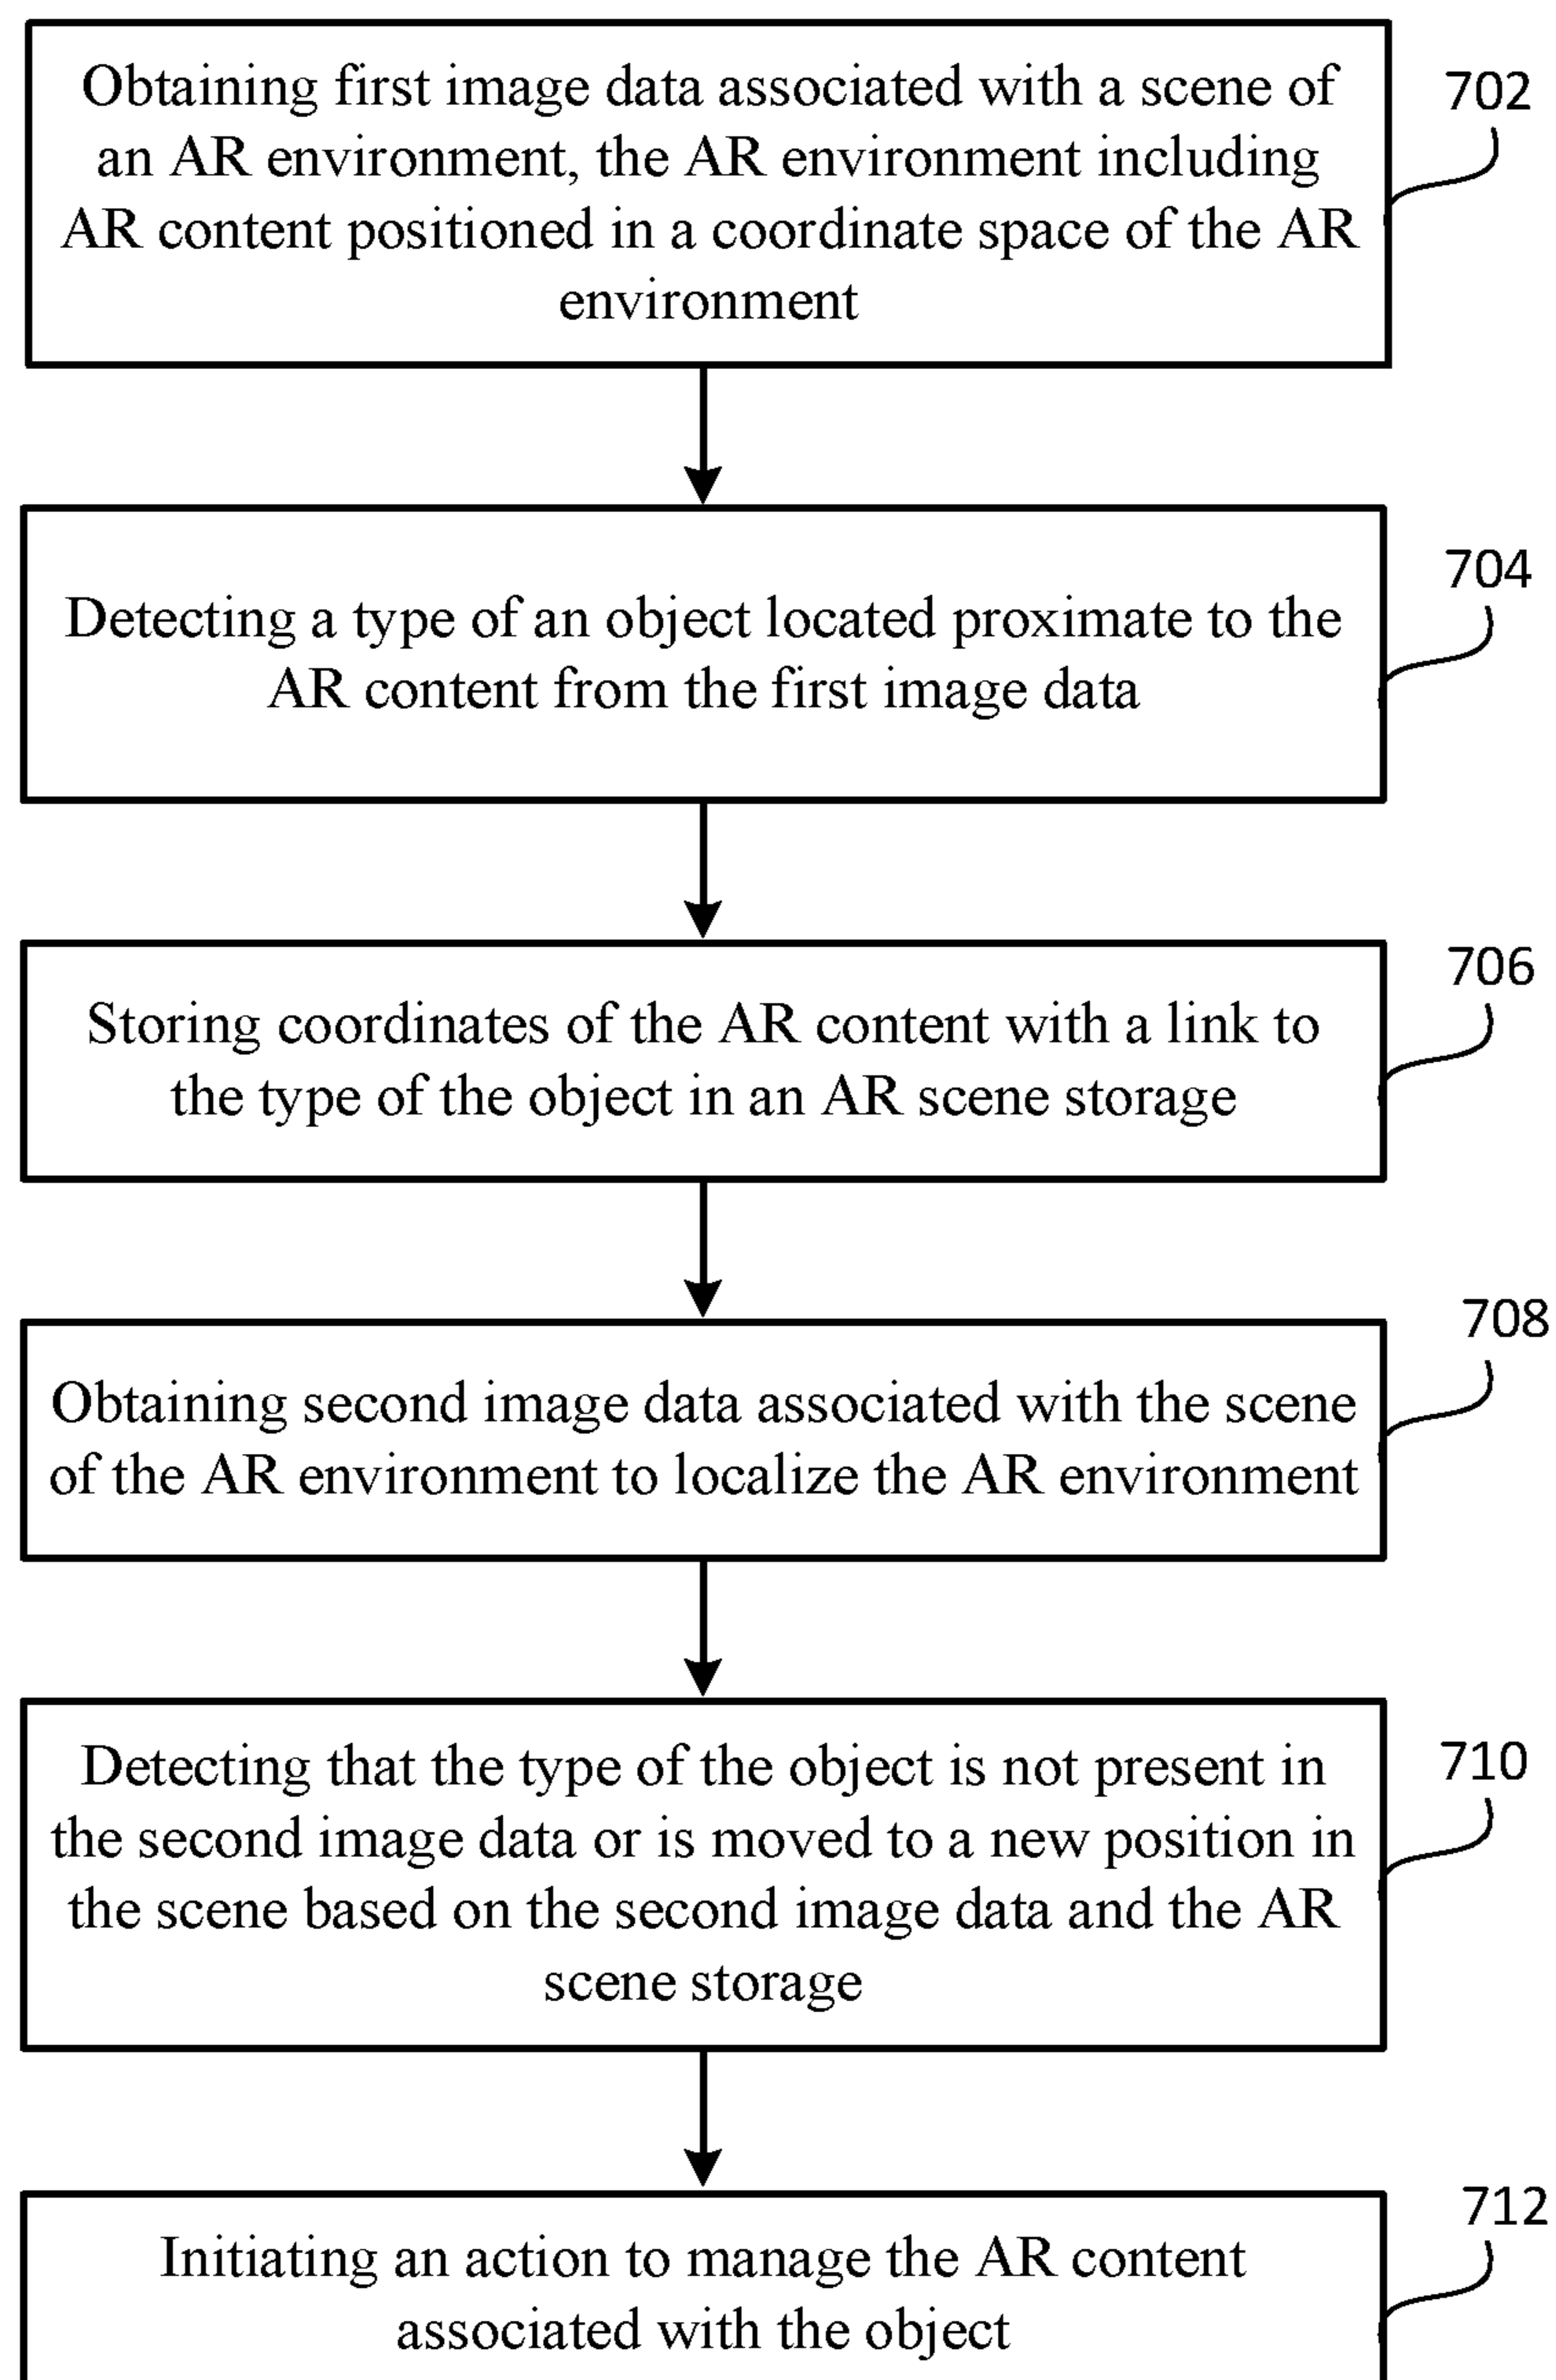 Obtaining first image data associated with a scene of
an AR environment, the AR environment including
AR content positioned in a coordinate space of the AR
environment
702
Detecting a type of an object located proximate to the
AR content from the first image data
704
Storing coordinates of the AR content with a link to
the type of the object in an AR scene storage
706
Obtaining second image data associated with the scene
of the AR environment to localize the AR environment
708
Detecting that the type of the object is not present in
the second image data or is moved to a new position in
the scene based on the second image data and the AR
scene storage
710
Initiating an action to manage the AR content
associated with the object
712